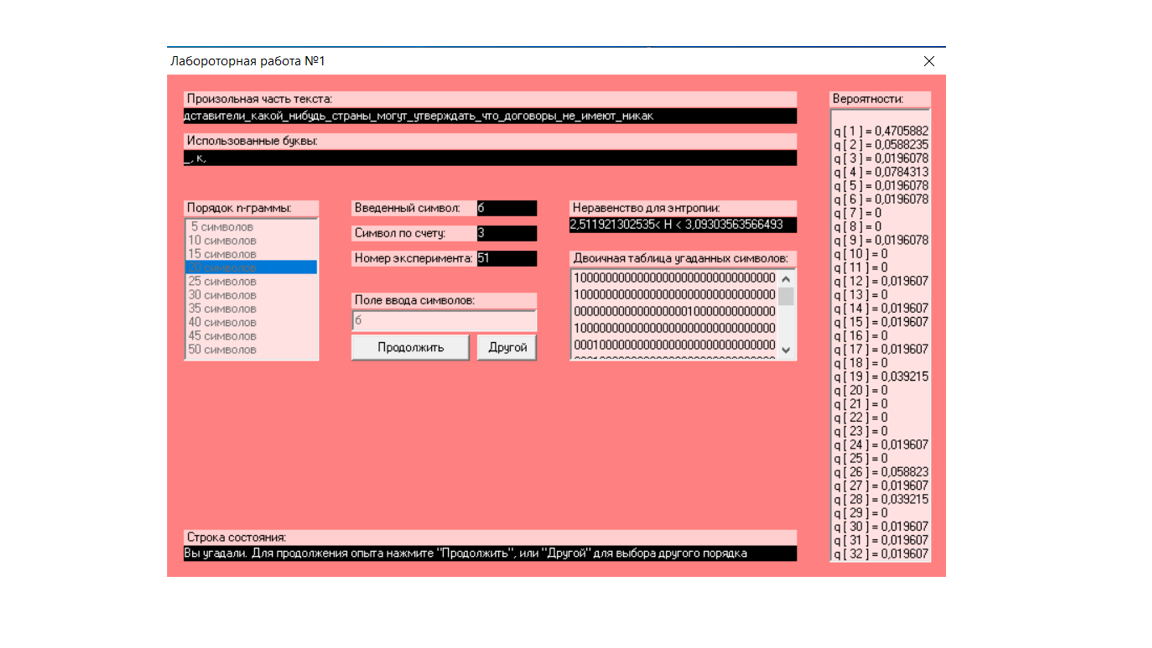 Лабороторная работа №1
Произольная часть текста:
дставители_какой_нибудь_страны_могут_утверждать_что_договоры_не_имеют_никак
Использованные буквы:
_, к,
Порядок n-граммы:
5 символов
10 символов
15 символов
20 символов
25 символов
30 символов
35 символов
40 символов
45 символов
50 символов
Введенный символ: б
Символ по счету: 3
Номер эксперимента: 51
Поле ввода символов:
б
Продолжить
Другой
Неравенство для энтропии:
2,511921302535< H < 3,09303563566493
Двоичная таблица угаданных символов:
10000000000000000000000000000000
10000000000000000000000000000000
00000000000000000010000000000000
10000000000000000000000000000000
00010000000000000000000000000000
Вероятности:
q [ 1 ] = 0,4705882
q [ 2 ] = 0,0588235
q [ 3 ] = 0,0196078
q [ 4 ] = 0,0784313
q [ 5 ] = 0,0196078
q [ 6 ] = 0,0196078
q [ 7 ] = 0
q [ 8 ] = 0
q [ 9 ] = 0,0196078
q [ 10 ] = 0
q [ 11 ] = 0
q [ 12 ] = 0,019607
q [ 13 ] = 0
q [ 14 ] = 0,019607
q [ 15 ] = 0,019607
q [ 16 ] = 0
q [ 17 ] = 0,019607
q [ 18 ] = 0
q [ 19 ] = 0,039215
q [ 20 ] = 0
q [ 21 ] = 0
q [ 22 ] = 0
q [ 23 ] = 0
q [ 24 ] = 0,019607
q [ 25 ] = 0
q [ 26 ] = 0,058823
q [ 27 ] = 0,019607
q [ 28 ] = 0,039215
q [ 29 ] = 0
q [ 30 ] = 0,019607
q [ 31 ] = 0,019607
q [ 32 ] = 0,019607
Строка состояния:
Вы угадали. Для продолжения опыта нажмите "Продолжить", или "Другой" для выбора другого порядка